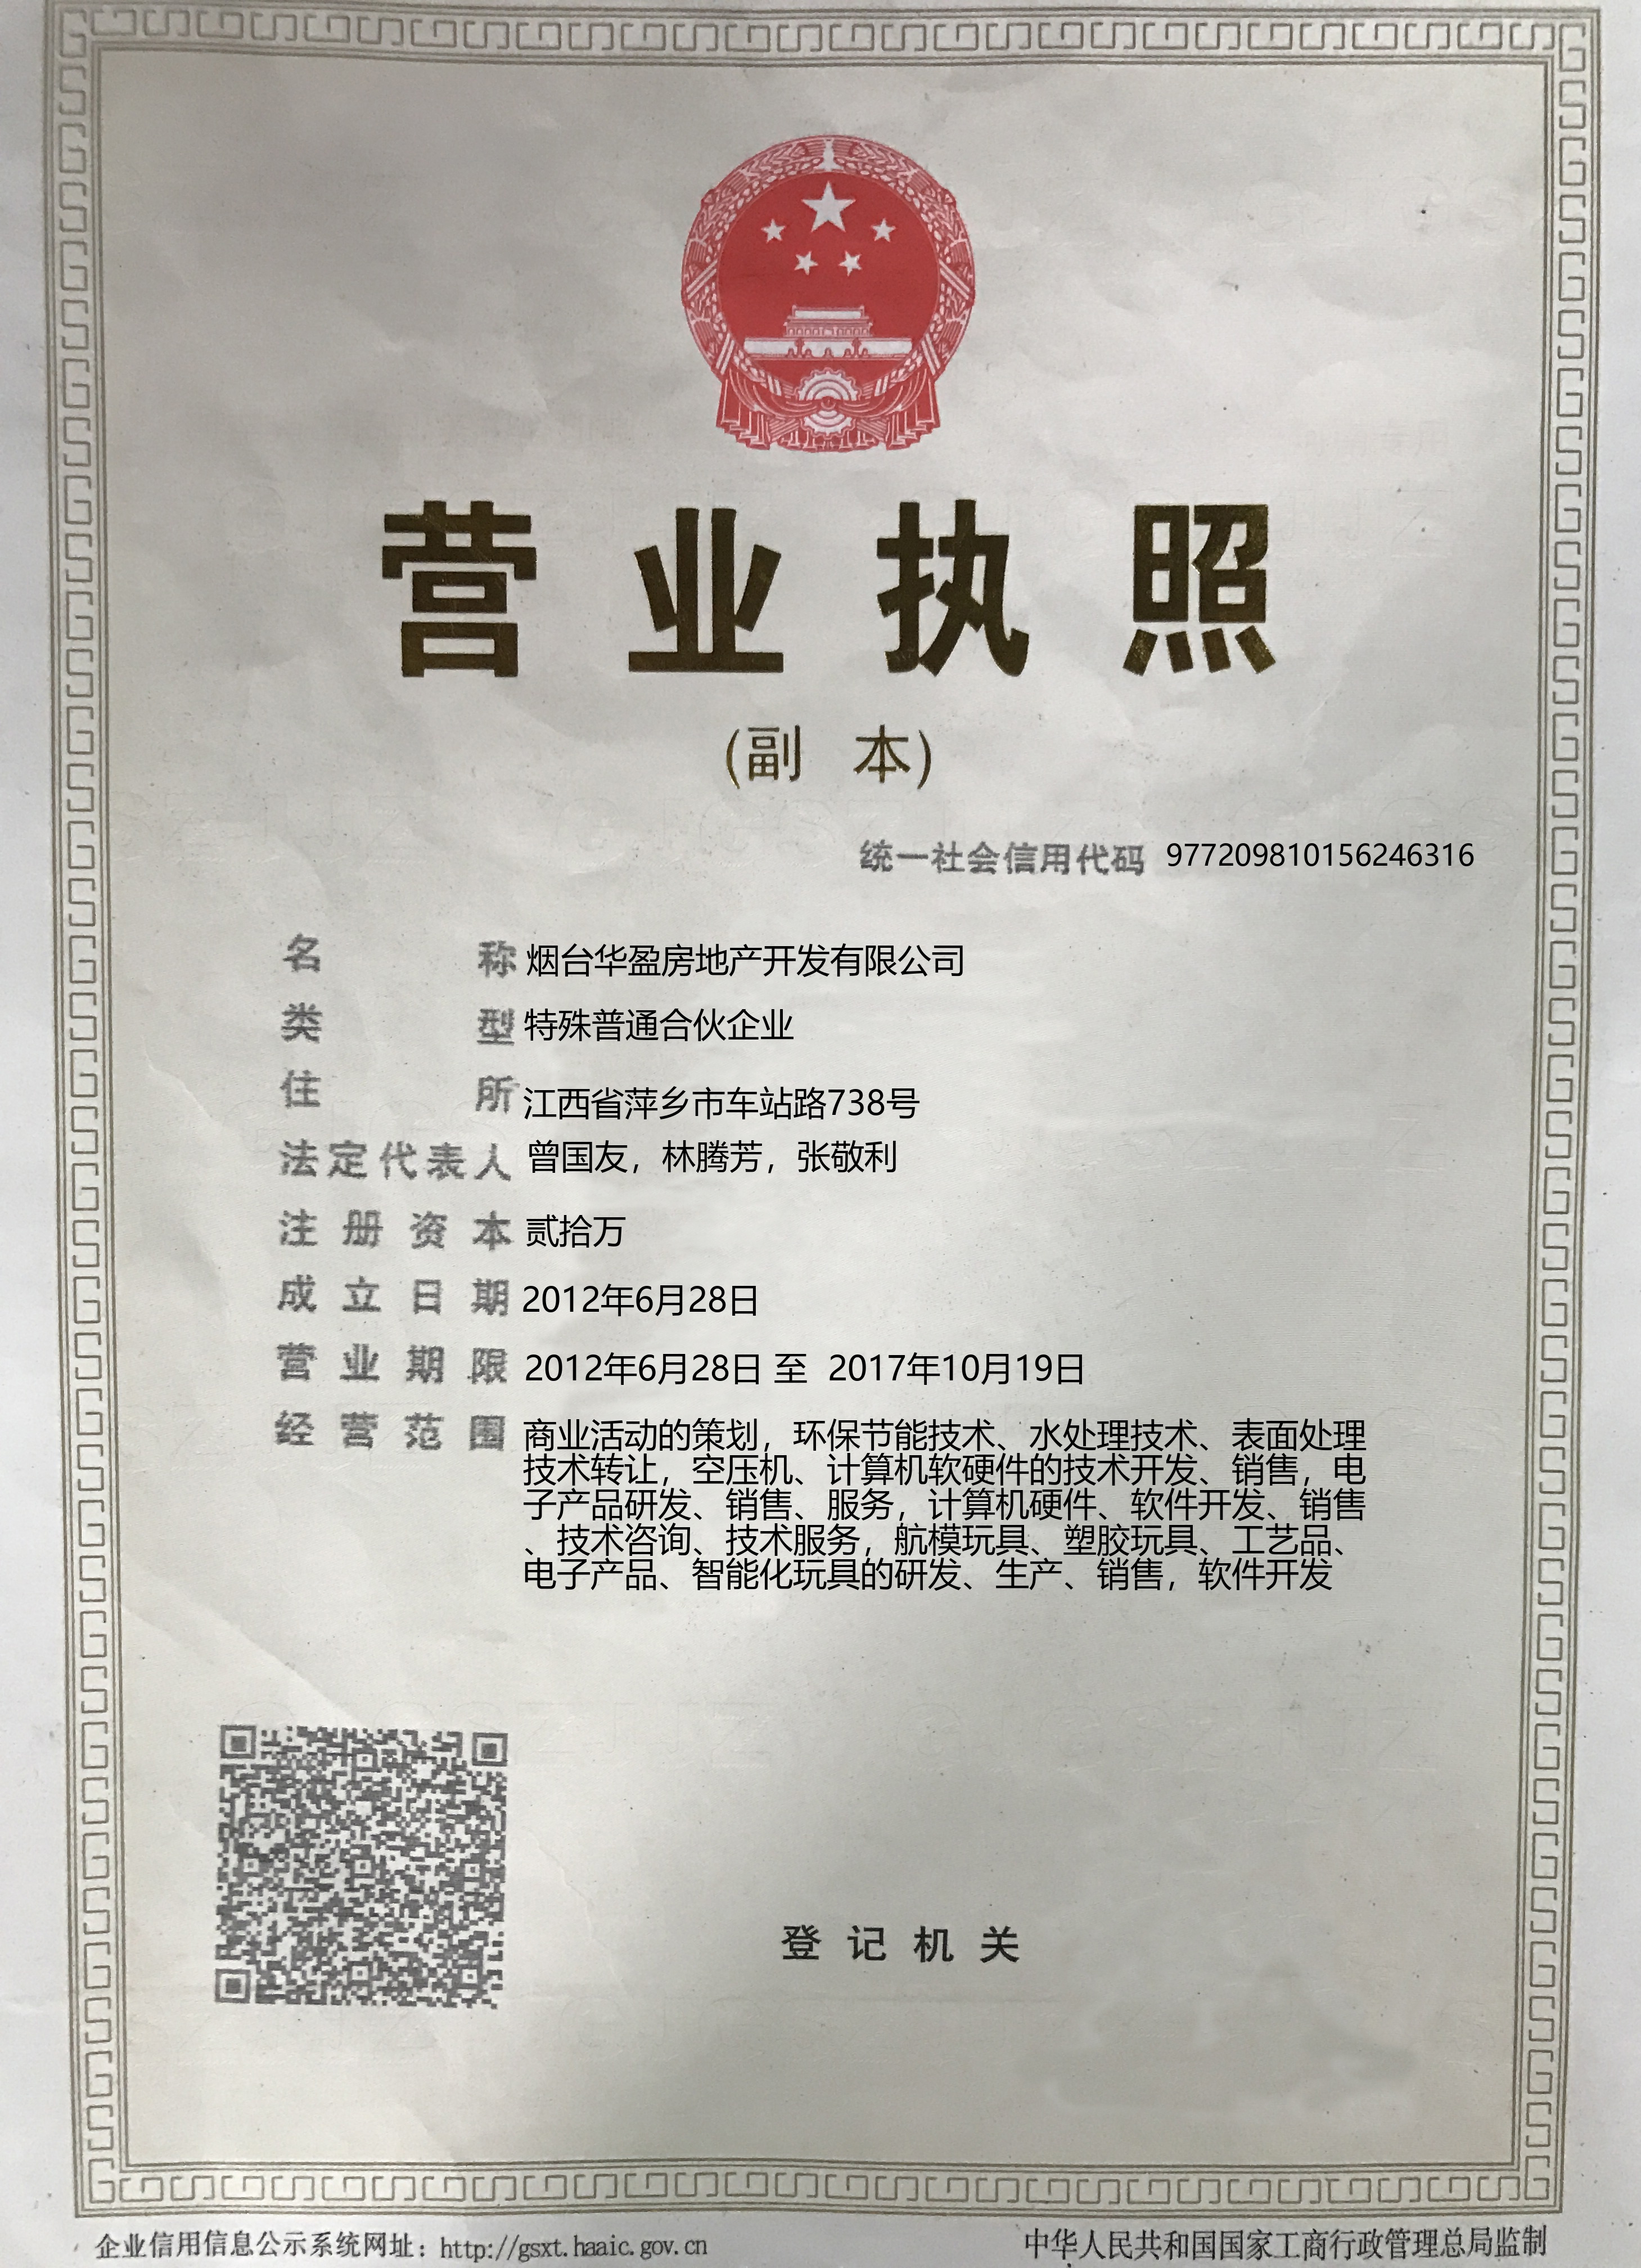 营业执照
(副 本)
统一社会信用代码 977209810156246316
名 称 烟台华盈房地产开发有限公司
类 型 特殊普通合伙企业
住 所 江西省萍乡市车站路738号
法定代表人 曾国友，林腾芳，张敬利
注册资本 贰拾万
成立日期 2012年6月28日
营业期限 2012年6月28日 至 2017年10月19日
经营范围 商业活动的策划，环保节能技术、水处理技术、表面处理
技术转让，空压机、计算机软硬件的技术开发、销售，电
子产品研发、销售、服务，计算机硬件、软件开发、销售
、技术咨询、技术服务，航模玩具、塑胶玩具、工艺品、
电子产品、智能化玩具的研发、生产、销售，软件开发
登记机关
企业信用信息公示系统网址：http://gsxt.haaic.gov.cn
中华人民共和国国家工商行政管理总局监制